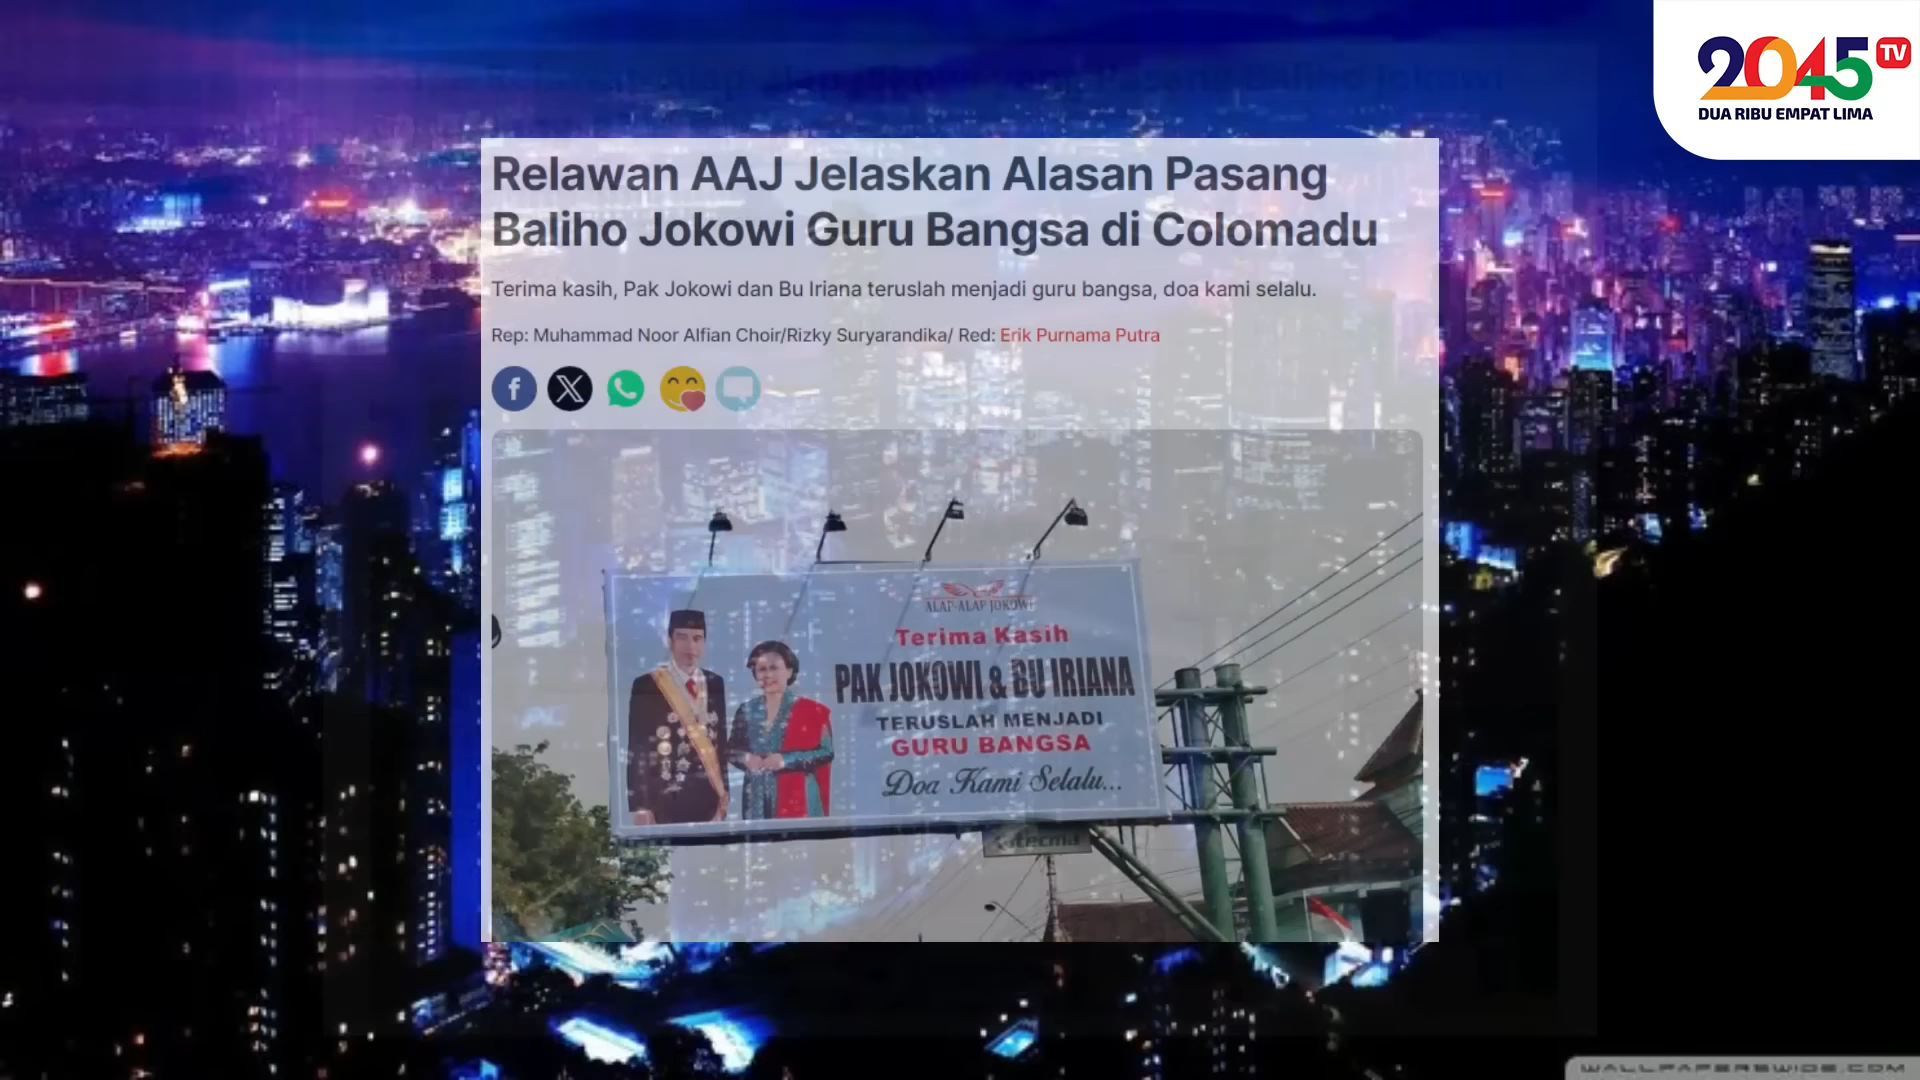 2045 TV
DUA RIBU EMPAT LIMA
Relawan AAJ Jelaskan Alasan Pasang
Baliho Jokowi Guru Bangsa di Colomadu
Terima kasih, Pak Jokowi dan Bu Iriana teruslah menjadi guru bangsa, doa kami selalu.
Rep: Muhammad Noor Alfian Choir/Rizky Suryarandika/ Red: Erik Purnama Putra
ALAP-ALAP JOKOWI
Terima Kasih
PAK JOKOWI & BU IRIANA
TERUSLAH MENJADI
GURU BANGSA
Doa Kami Selalu...
WALLPAPERSWIDE.COM